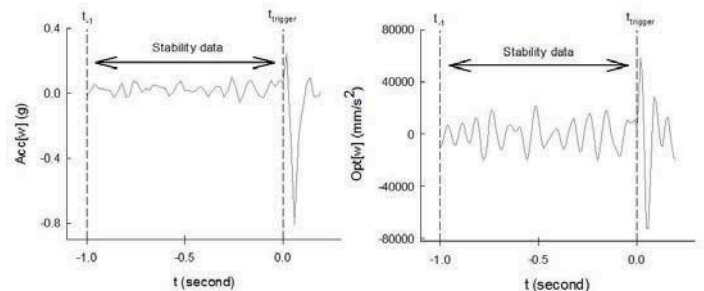 t-1
ttrigger
Stability data
0.4
0.0
-0.4
-0.8
Acc[w] (g)
-1.0 -0.5 0.0
t (second)
t-1
ttrigger
Stability data
80000
40000
0
-40000
-80000
Opt[w] (mm/s²)
-1.0 -0.5 0.0
t (second)